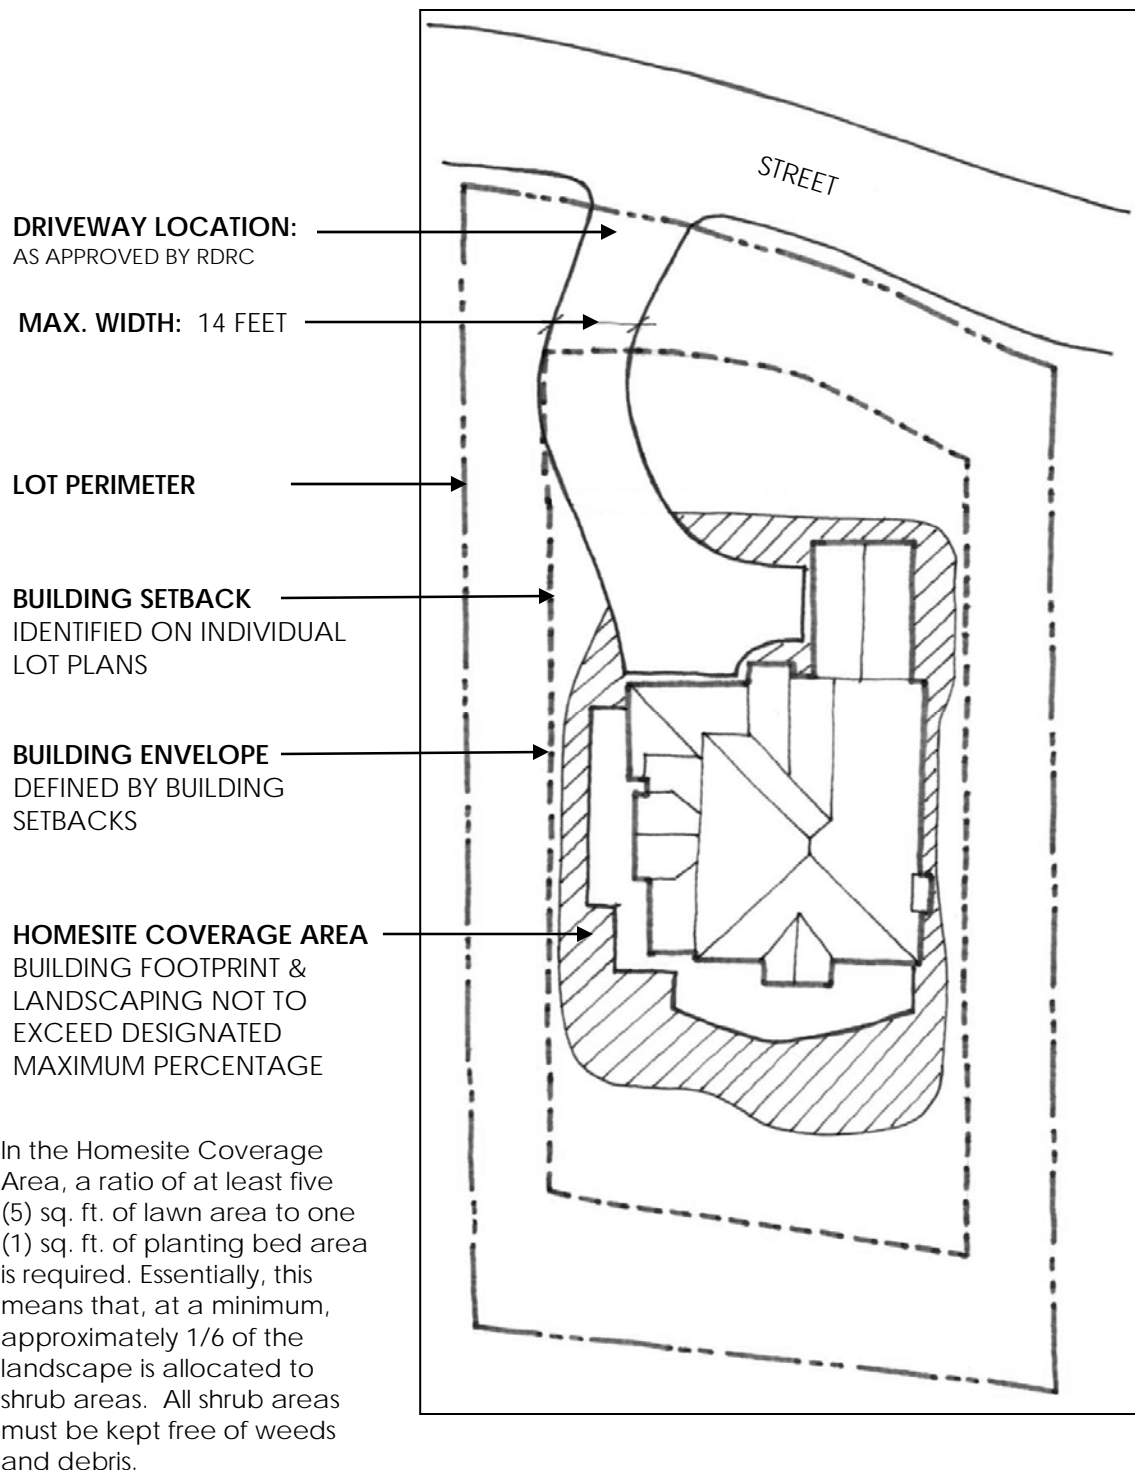 STREET
DRIVEWAY LOCATION:
AS APPROVED BY RDRC
MAX. WIDTH: 14 FEET
LOT PERIMETER
BUILDING SETBACK
IDENTIFIED ON INDIVIDUAL
LOT PLANS
BUILDING ENVELOPE
DEFINED BY BUILDING
SETBACKS
HOMESITE COVERAGE AREA
BUILDING FOOTPRINT &
LANDSCAPING NOT TO
EXCEED DESIGNATED
MAXIMUM PERCENTAGE
In the Homesite Coverage
Area, a ratio of at least five
(5) sq. ft. of lawn area to one
(1) sq. ft. of planting bed area
is required. Essentially, this
means that, at a minimum,
approximately 1/6 of the
landscape is allocated to
shrub areas.  All shrub areas
must be kept free of weeds
and debris.